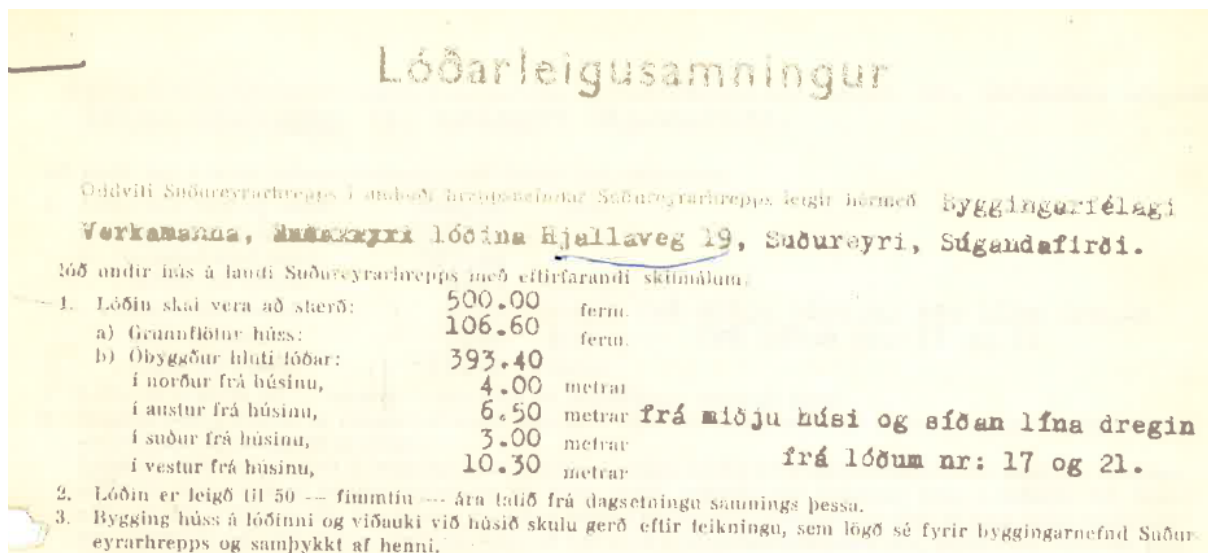 Lóðarleigusamningur
Oddviti Suðureyrarhrepps í umboði hreppsnefndar Suðureyrarhrepps leigir hérmeð Byggingarfélagi
Verkamanna, lóðina Hjallaveg 19, Suðureyri, Súgandafirði.
lóð undir hús á landi Suðureyrarhrepps með eftirfarandi skilmálum.
1. Lóðin skal vera að stærð: 500.00 ferm.
a) Grunnflötur húss: 106.60 ferm.
b) Óbyggður hluti lóðar: 393.40
í norður frá húsinu, 4.00 metrar
í austur frá húsinu, 6.50 metrar frá miðju húsi og síðan lína dregin
í suður frá húsinu, 3.00 metrar frá lóðum nr: 17 og 21.
í vestur frá húsinu, 10.30 metrar
2. Lóðin er leigð til 50 — fimmtíu — ára talið frá dagsetningu samnings þessa.
3. Bygging húss á lóðinni og viðauki við húsið skulu gerð eftir teikningu, sem lögð sé fyrir byggingarnefnd Suður
eyrarhrepps og samþykkt af henni.